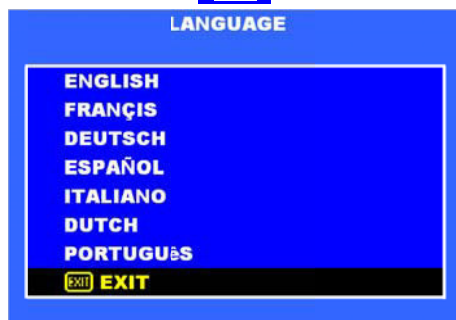 LANGUAGE
ENGLISH
FRANÇIS
DEUTSCH
ESPAÑOL
ITALIANO
DUTCH
PORTUGUèS
EXIT EXIT